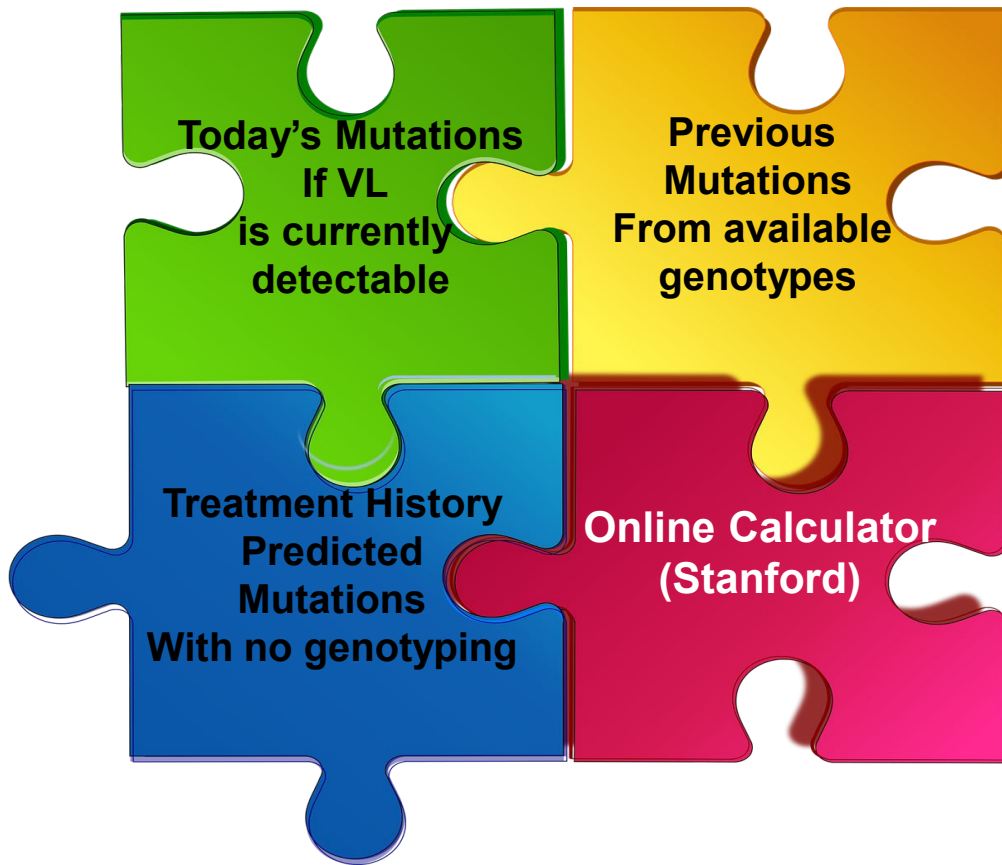 Today’s Mutations
If VL
is currently
detectable
Previous
Mutations
From available
genotypes
Treatment History
Predicted
Mutations
With no genotyping
Online Calculator
(Stanford)